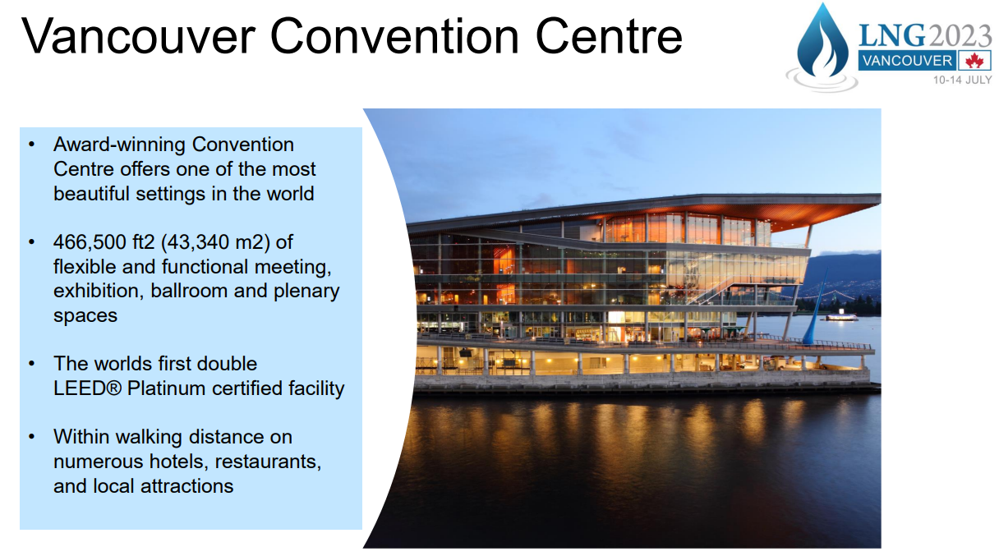 Vancouver Convention Centre
LNG2023
VANCOUVER
10-14 JULY
• Award-winning Convention
Centre offers one of the most
beautiful settings in the world
• 466,500 ft2 (43,340 m2) of
flexible and functional meeting,
exhibition, ballroom and plenary
spaces
• The worlds first double
LEED® Platinum certified facility
• Within walking distance on
numerous hotels, restaurants,
and local attractions